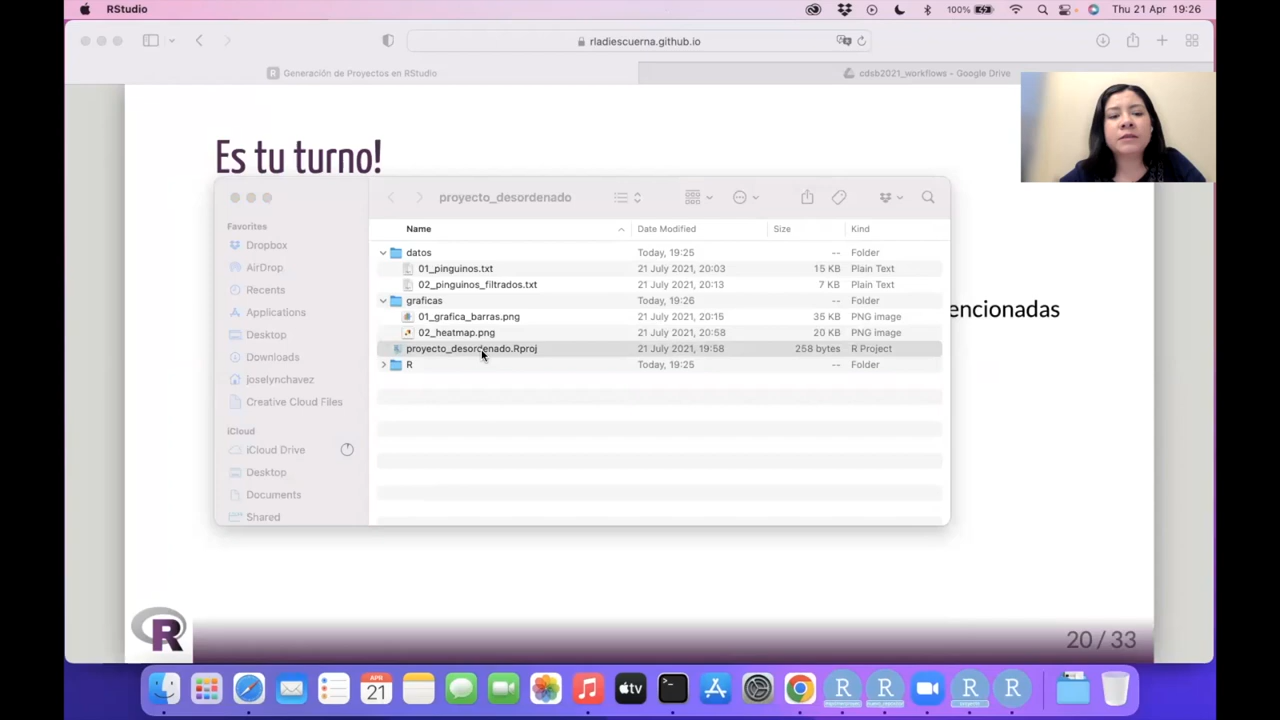 RStudio
100%
Thu 21 Apr 19:26
rladiescuerna.github.io
Generación de Proyectos en RStudio
cdsb2021_workflows - Google Drive
Es tu turno!
encionadas
proyecto_desordenado
Favorites
Dropbox
AirDrop
Recents
Applications
Desktop
Downloads
joselynchavez
Creative Cloud Files
iCloud
iCloud Drive
Desktop
Documents
Shared
Name Date Modified Size Kind
datos Today, 19:25 -- Folder
01_pinguinos.txt 21 July 2021, 20:03 15 KB Plain Text
02_pinguinos_filtrados.txt 21 July 2021, 20:13 7 KB Plain Text
graficas Today, 19:26 -- Folder
01_grafica_barras.png 21 July 2021, 20:15 35 KB PNG image
02_heatmap.png 21 July 2021, 20:58 20 KB PNG image
proyecto_desordenado.Rproj 21 July 2021, 19:58 258 bytes R Project
R Today, 19:25 -- Folder
R
20 / 33
APR
21
tv
R
R
R
R